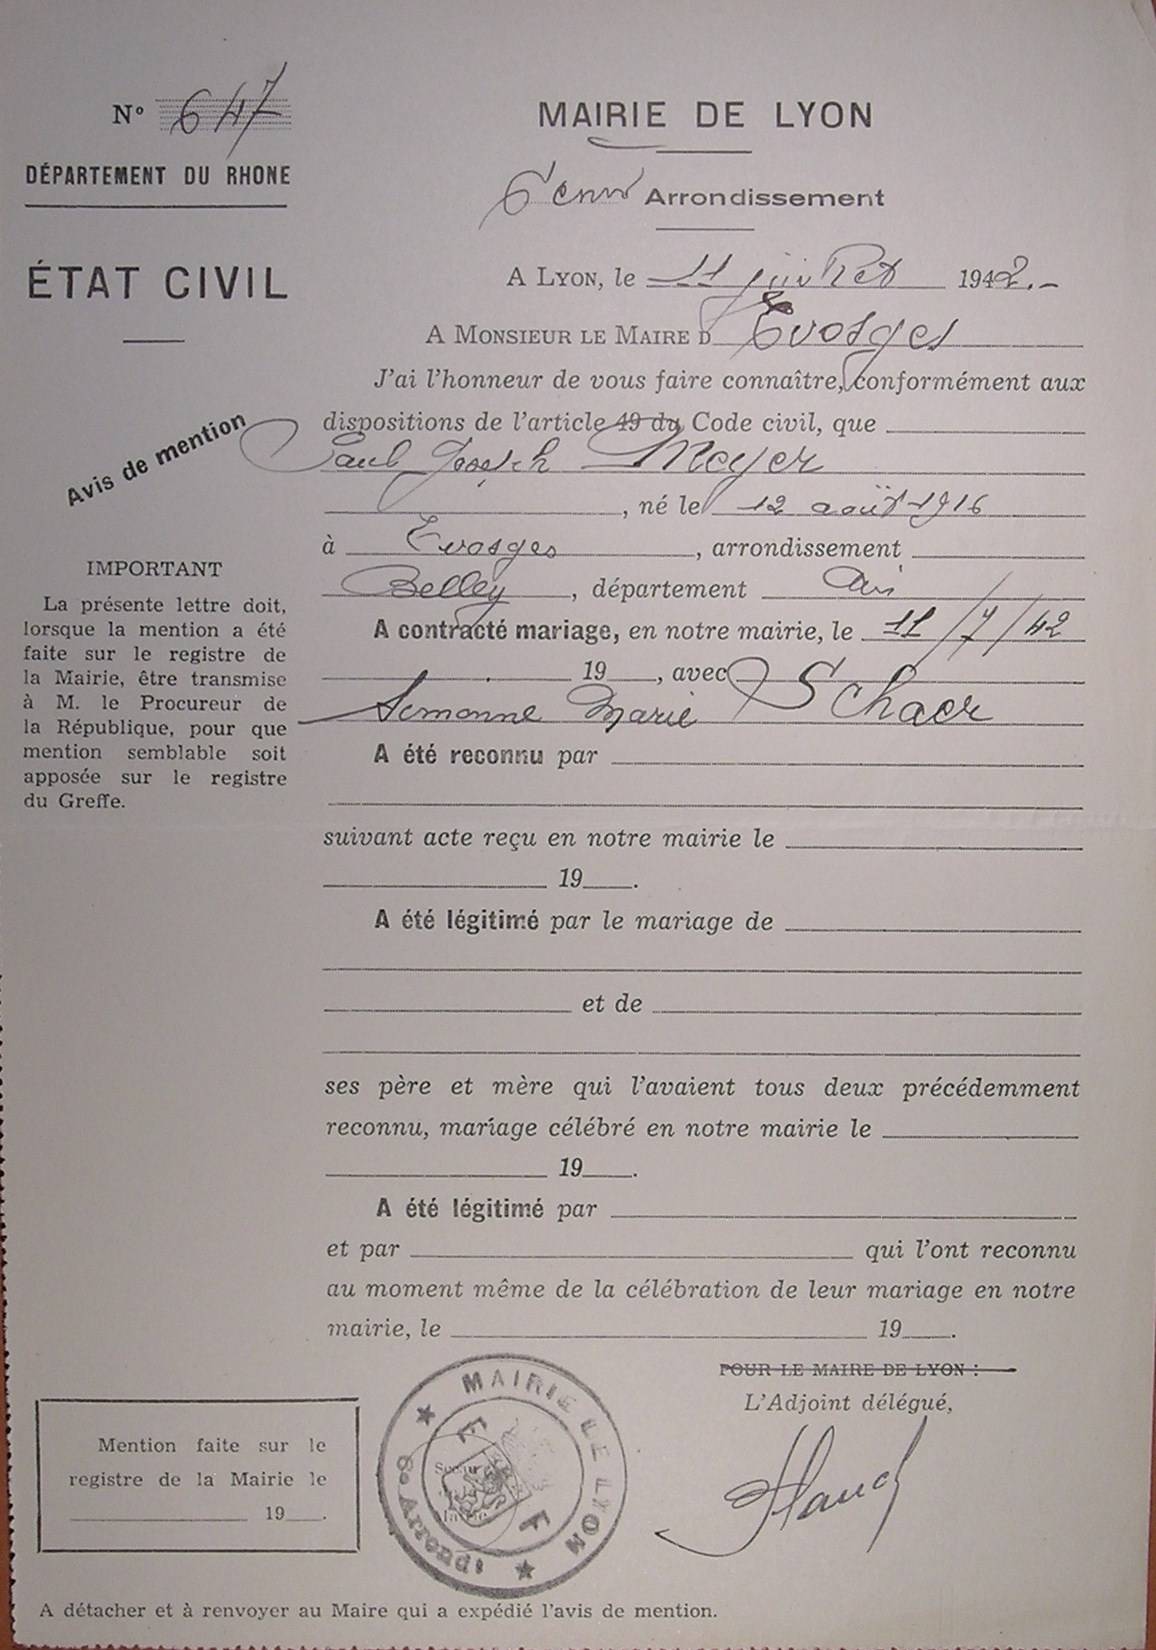 N° 647
DÉPARTEMENT DU RHONE
ÉTAT CIVIL
Avis de mention
IMPORTANT
La présente lettre doit,
lorsque la mention a été
faite sur le registre de
la Mairie, être transmise
à M. le Procureur de
la République, pour que
mention semblable soit
apposée sur le registre
du Greffe.
MAIRIE DE LYON
6eme Arrondissement
A LYON, le 11 juillet 1942.-
A MONSIEUR LE MAIRE D Evosges
J'ai l'honneur de vous faire connaître, conformément aux
dispositions de l'article 49 du Code civil, que
Paul Joseph Meyer
, né le 12 août 1916
à Evosges, arrondissement
Belley, département Ain
A contracté mariage, en notre mairie, le 11/7/42
19, avec Schaer
Simonne Marie
A été reconnu par
suivant acte reçu en notre mairie le
19.
A été légitimé par le mariage de
et de
ses père et mère qui l'avaient tous deux précédemment
reconnu, mariage célébré en notre mairie le
19.
A été légitimé par
et par qui l'ont reconnu
au moment même de la célébration de leur mariage en notre
mairie, le 19.
POUR LE MAIRE DE LYON :
L'Adjoint délégué,
MAIRIE DE LYON
6e Arrondt
E F
Mention faite sur le
registre de la Mairie le
19.
A détacher et à renvoyer au Maire qui a expédié l'avis de mention.